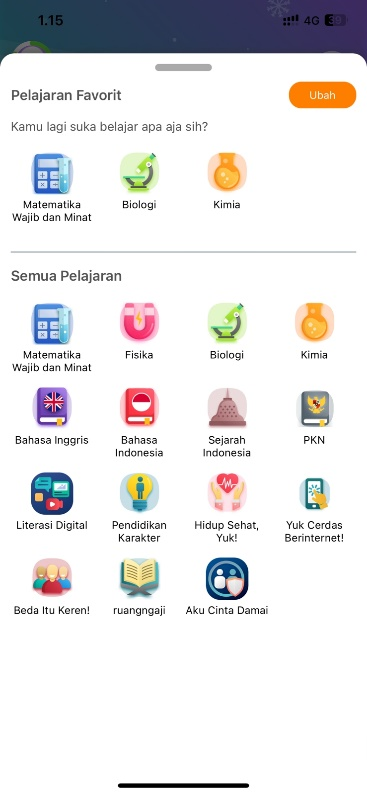 1.15
4G
Pelajaran Favorit
Ubah
Kamu lagi suka belajar apa aja sih?
Matematika
Wajib dan Minat
Biologi
Kimia
Semua Pelajaran
Matematika
Wajib dan Minat
Fisika
Biologi
Kimia
Bahasa Inggris
Bahasa
Indonesia
Sejarah
Indonesia
PKN
Literasi Digital
Pendidikan
Karakter
Hidup Sehat,
Yuk!
Yuk Cerdas
Berinternet!
Beda Itu Keren!
ruangngaji
Aku Cinta Damai